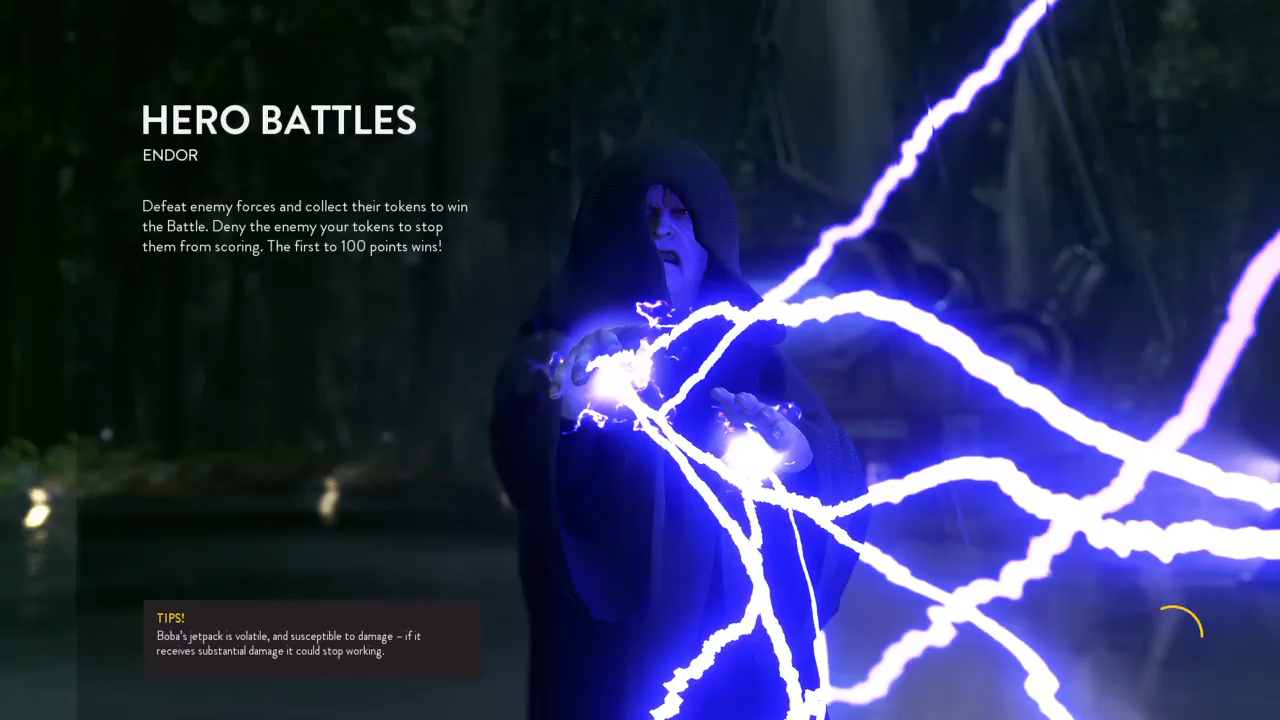 HERO BATTLES
ENDOR
Defeat enemy forces and collect their tokens to win
the Battle. Deny the enemy your tokens to stop
them from scoring. The first to 100 points wins!
TIPS!
Boba's jetpack is volatile, and susceptible to damage – if it
receives substantial damage it could stop working.